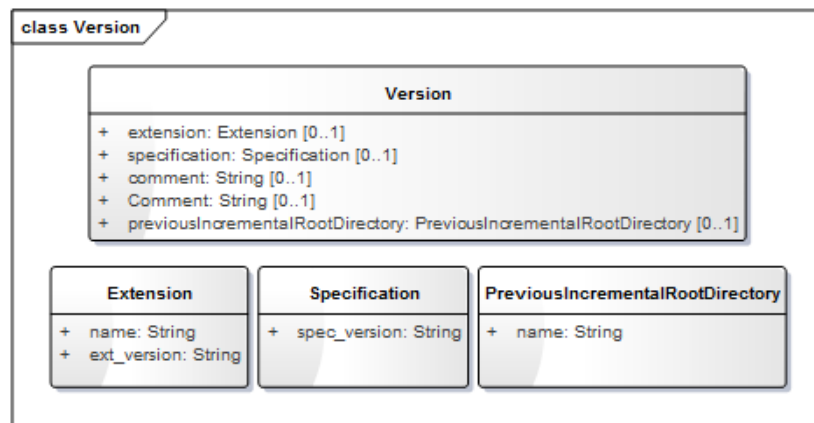 class Version
Version
+ extension: Extension [0..1]
+ specification: Specification [0..1]
+ comment: String [0..1]
+ Comment: String [0..1]
+ previousIncrementalRootDirectory: PreviousIncrementalRootDirectory [0..1]
Extension
+ name: String
+ ext_version: String
Specification
+ spec_version: String
PreviousIncrementalRootDirectory
+ name: String